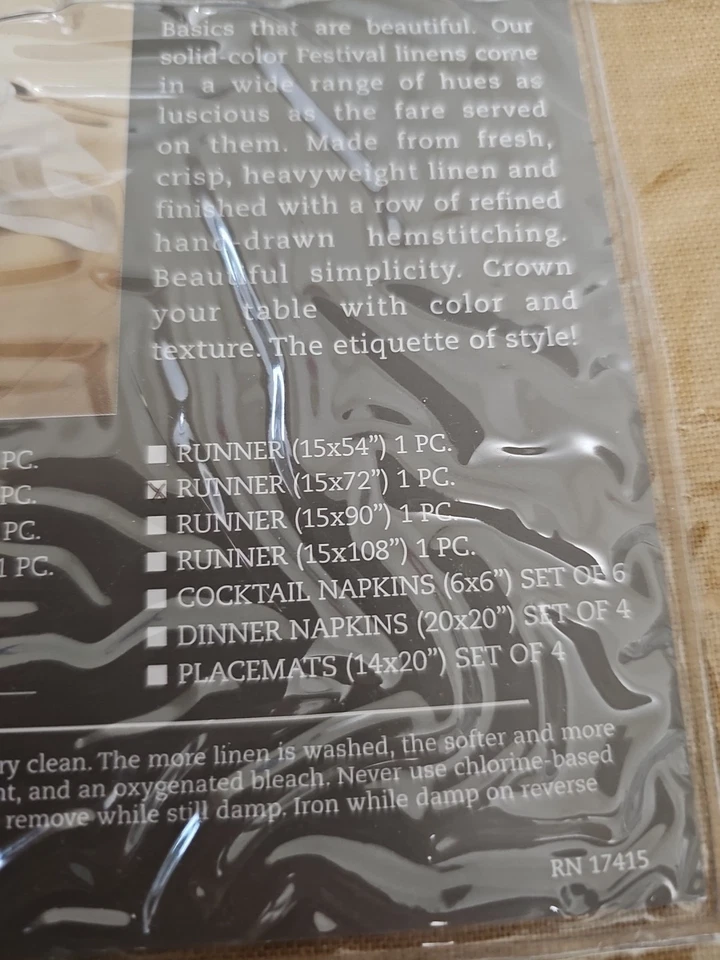 Basics that are beautiful. Our
solid-color Festival linens come
in a wide range of hues as
luscious as the fare served
on them. Made from fresh,
crisp, heavyweight linen and
finished with a row of refined
hand-drawn hemstitching.
Beautiful simplicity. Crown
your table with color and
texture. The etiquette of style!
PC.
RUNNER (15x54”) 1 PC.
PC.
RUNNER (15x72”) 1 PC.
PC.
RUNNER (15x90”) 1 PC.
1 PC.
RUNNER (15x108”) 1 PC.
COCKTAIL NAPKINS (6x6”) SET OF 6
DINNER NAPKINS (20x20”) SET OF 4
PLACEMATS (14x20”) SET OF 4
ry clean. The more linen is washed, the softer and more
nt, and an oxygenated bleach. Never use chlorine-based
remove while still damp. Iron while damp on reverse
RN 17415